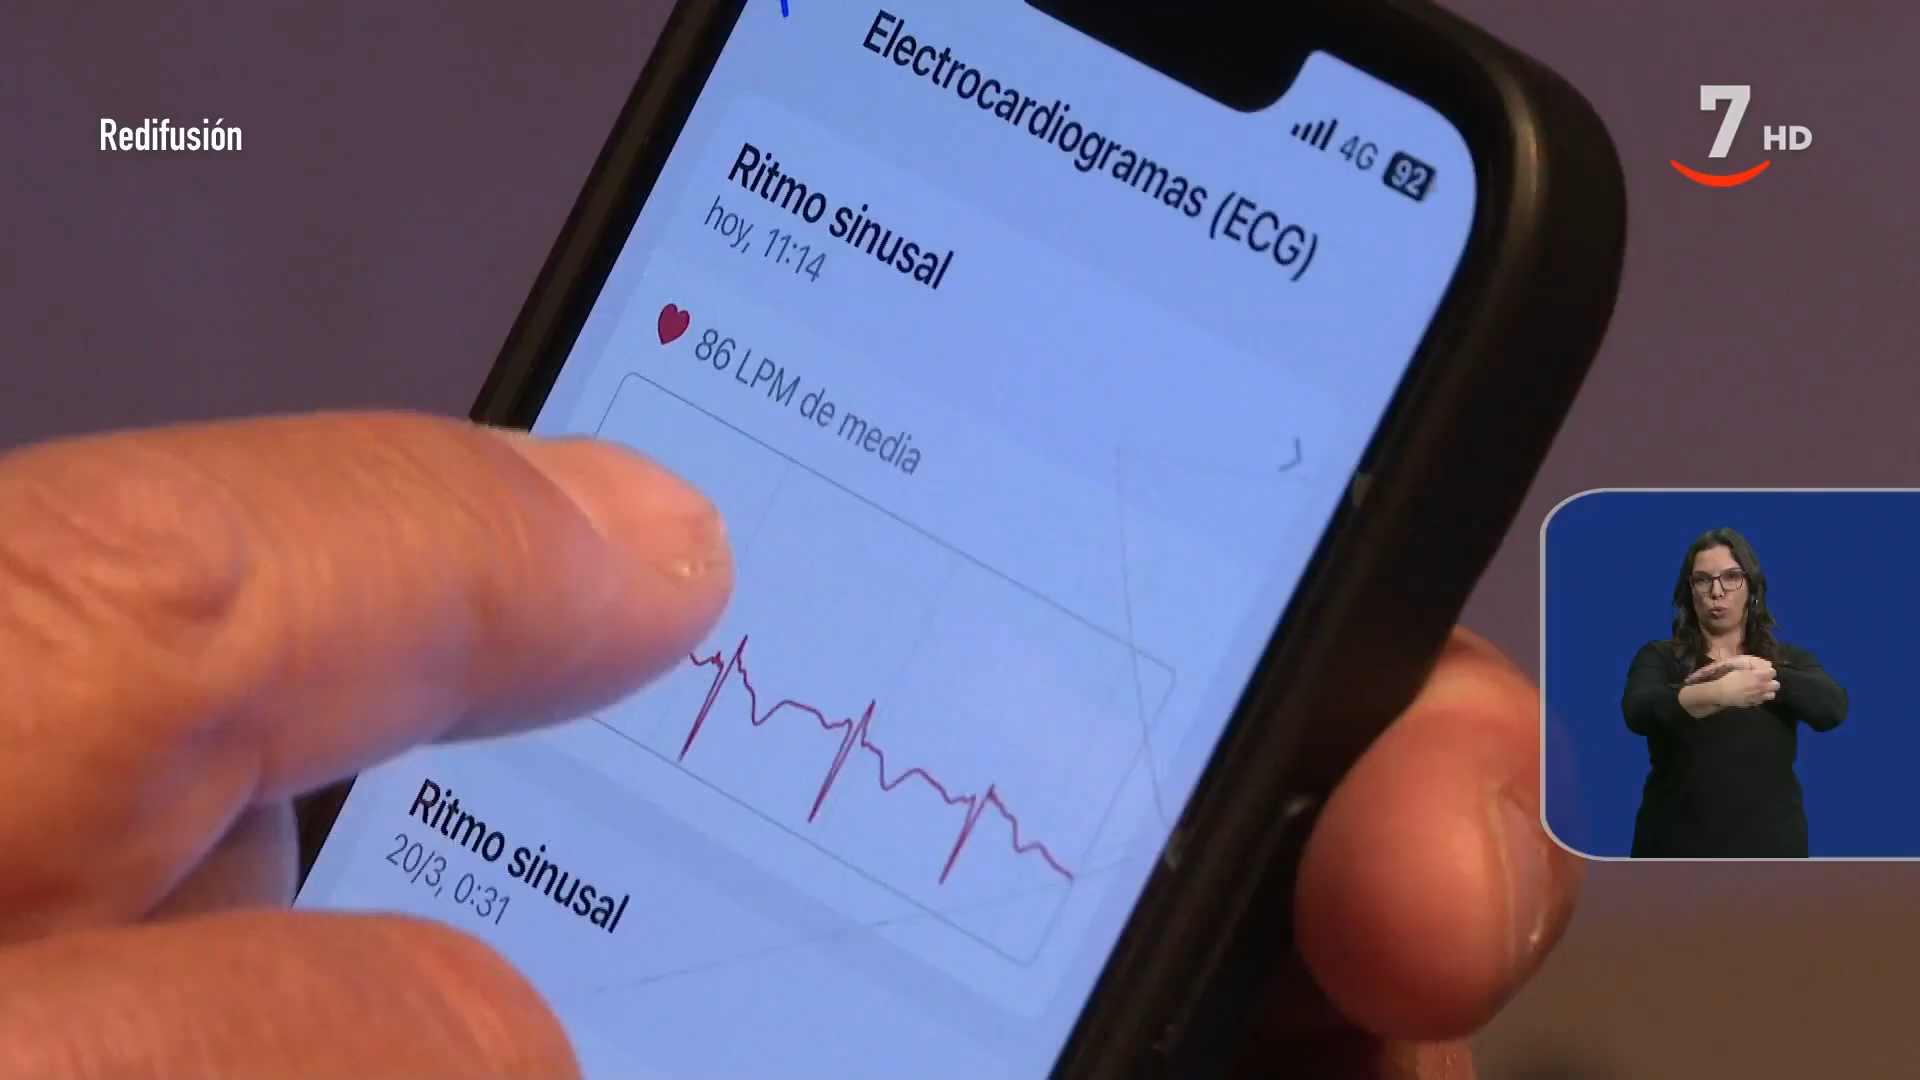 Redifusión
7 HD
4G 92
Electrocardiogramas (ECG)
Ritmo sinusal
hoy, 11:14
86 LPM de media
Ritmo sinusal
20/3, 0:31